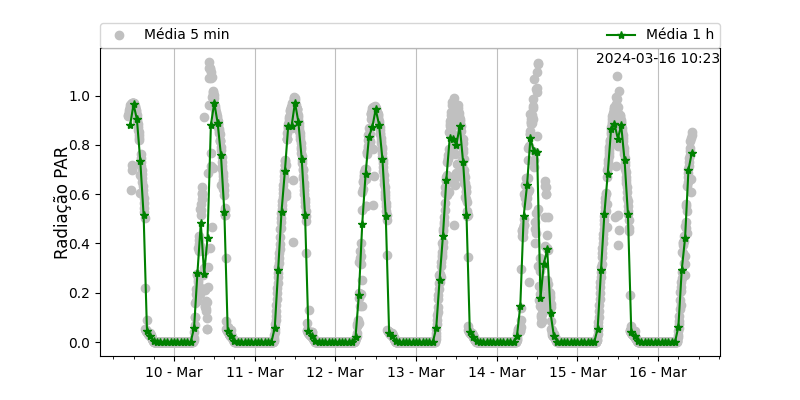 Média 5 min
Média 1 h
2024-03-16 10:23
Radiação PAR
1.0
0.8
0.6
0.4
0.2
0.0
10 - Mar
11 - Mar
12 - Mar
13 - Mar
14 - Mar
15 - Mar
16 - Mar